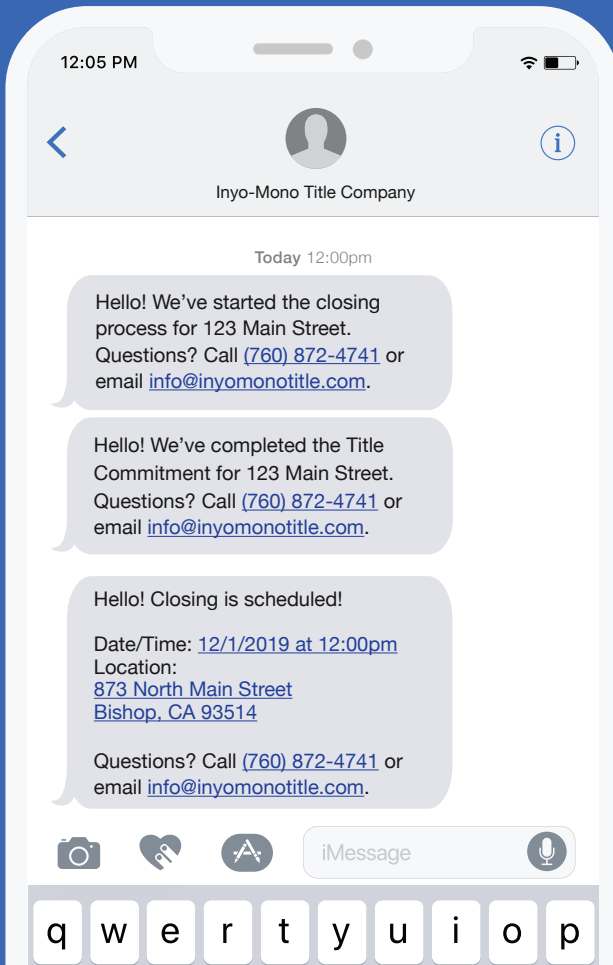 12:05 PM
i
Inyo-Mono Title Company
Today 12:00pm
Hello! We’ve started the closing
process for 123 Main Street.
Questions? Call (760) 872-4741 or
email info@inyomonotitle.com.
Hello! We’ve completed the Title
Commitment for 123 Main Street.
Questions? Call (760) 872-4741 or
email info@inyomonotitle.com.
Hello! Closing is scheduled!
Date/Time: 12/1/2019 at 12:00pm
Location:
873 North Main Street
Bishop, CA 93514
Questions? Call (760) 872-4741 or
email info@inyomonotitle.com.
iMessage
q w e r t y u i o p